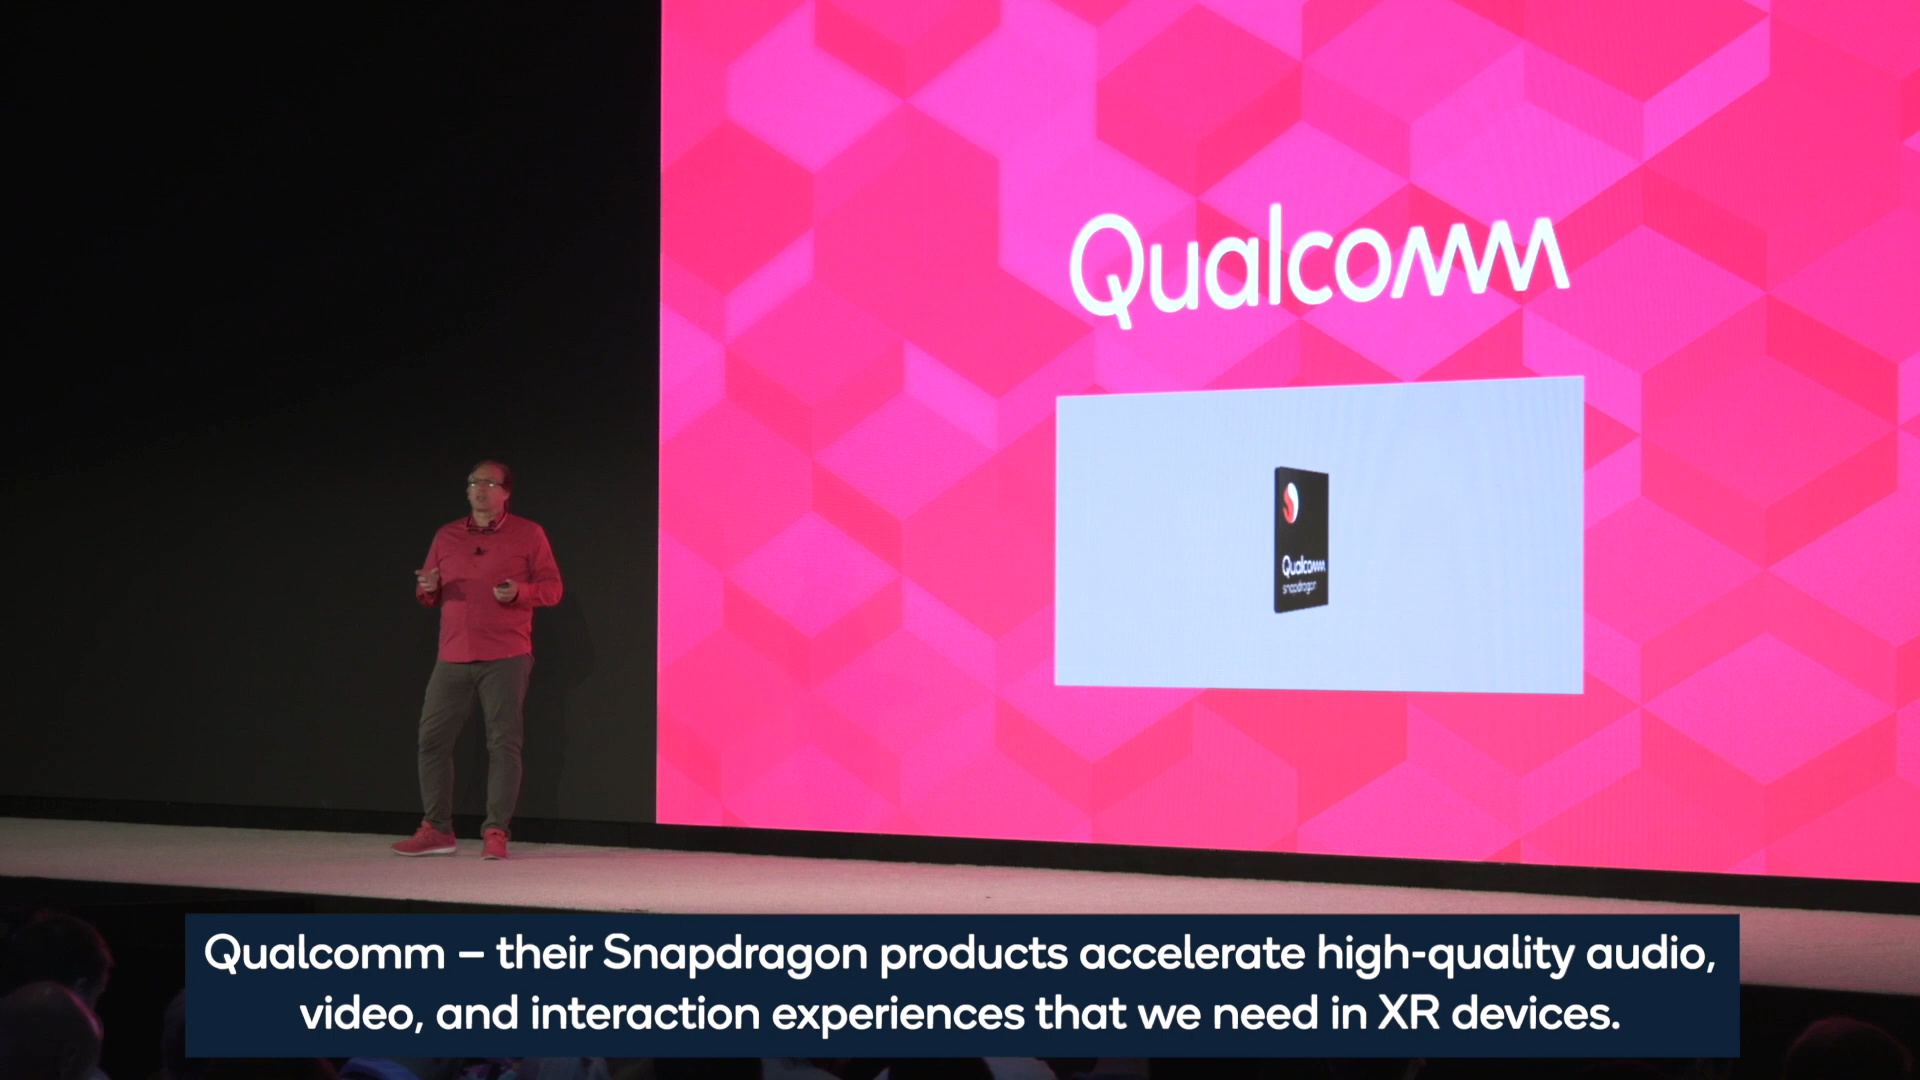 Qualcomm
Qualcomm
snapdragon
Qualcomm – their Snapdragon products accelerate high-quality audio,
video, and interaction experiences that we need in XR devices.